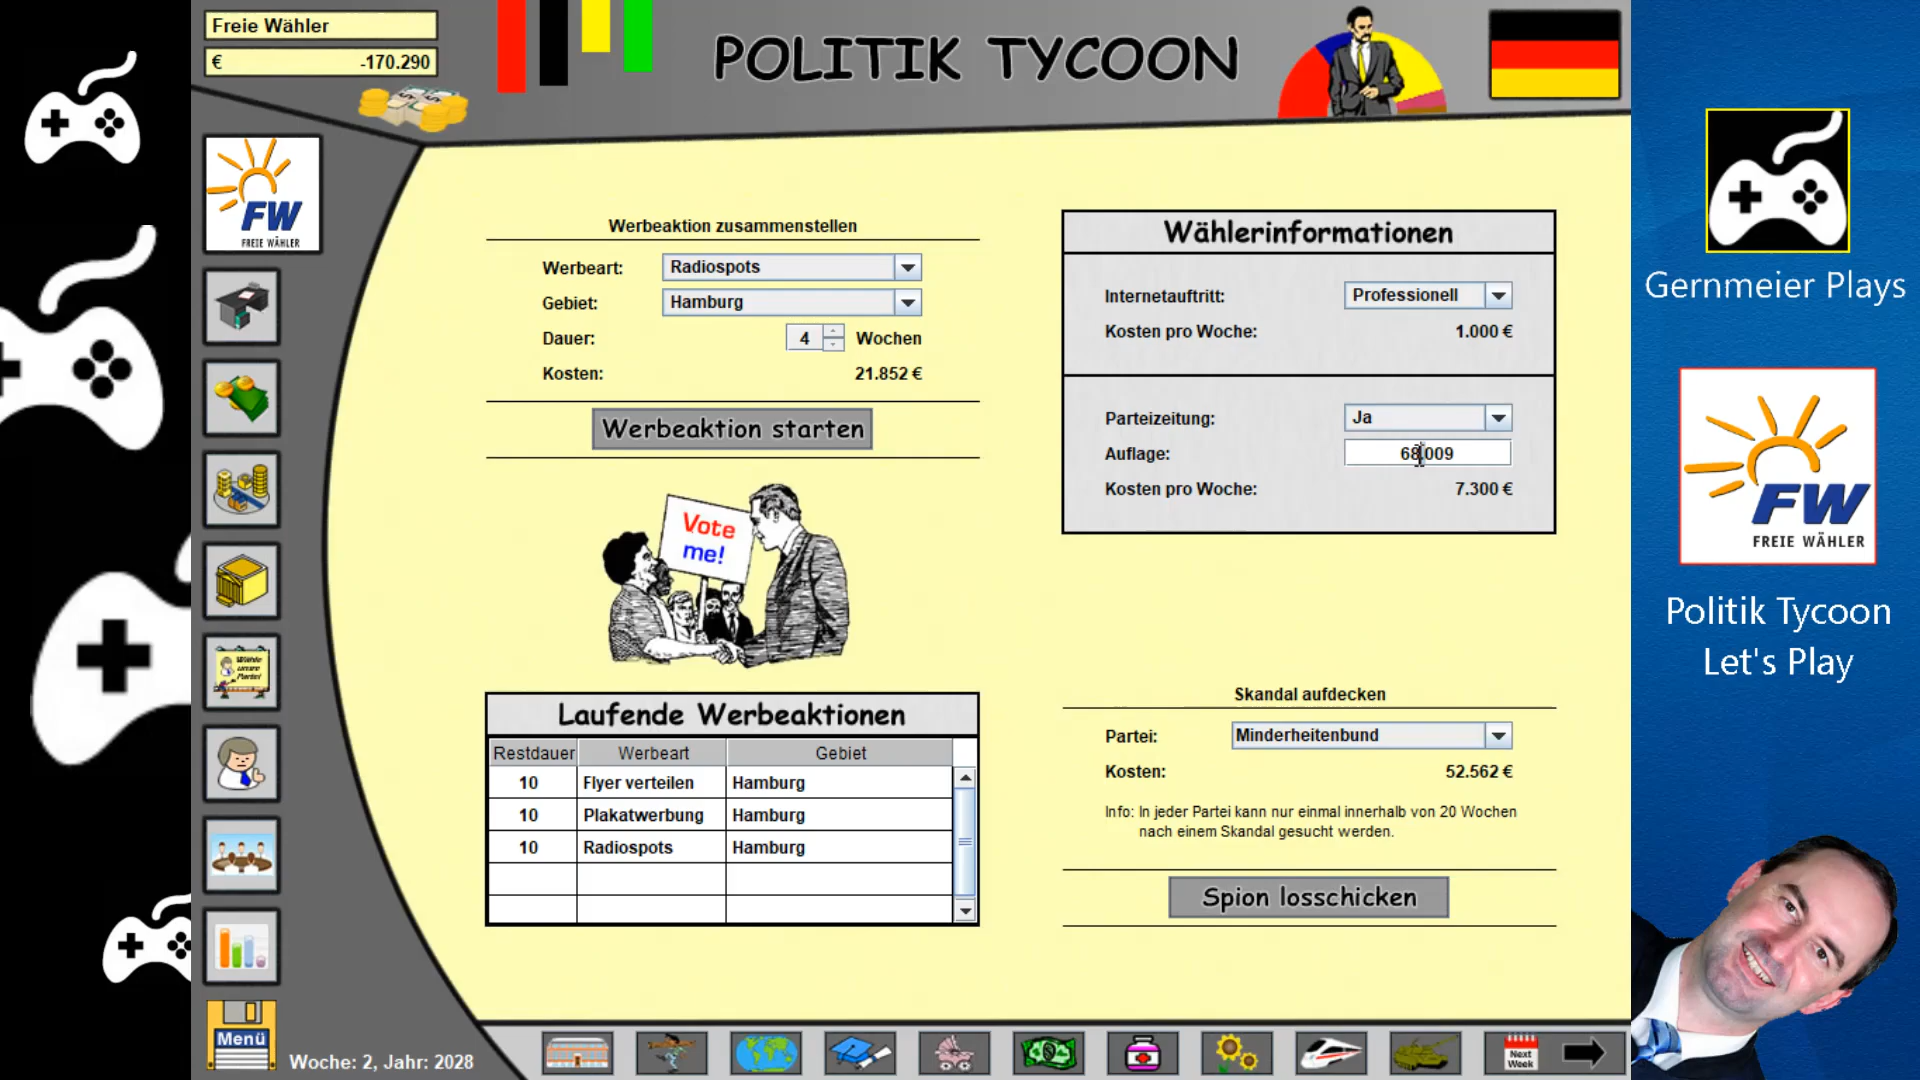 Freie Wähler
€ -170.290
POLITIK TYCOON
FW
FREIE WÄHLER
Werbeaktion zusammenstellen
Werbeart: Radiospots
Gebiet: Hamburg
Dauer: 4 Wochen
Kosten: 21.852 €
Werbeaktion starten
Vote
me!
Laufende Werbeaktionen
Restdauer Werbeart Gebiet
10 Flyer verteilen Hamburg
10 Plakatwerbung Hamburg
10 Radiospots Hamburg
Wählerinformationen
Internetauftritt: Professionell
Kosten pro Woche: 1.000 €
Parteizeitung: Ja
Auflage: 68.009
Kosten pro Woche: 7.300 €
Skandal aufdecken
Partei: Minderheitenbund
Kosten: 52.562 €
Info: In jeder Partei kann nur einmal innerhalb von 20 Wochen
nach einem Skandal gesucht werden.
Spion losschicken
Menü
Woche: 2, Jahr: 2028
Next
Week
Gernmeier Plays
FW
FREIE WÄHLER
Politik Tycoon
Let's Play